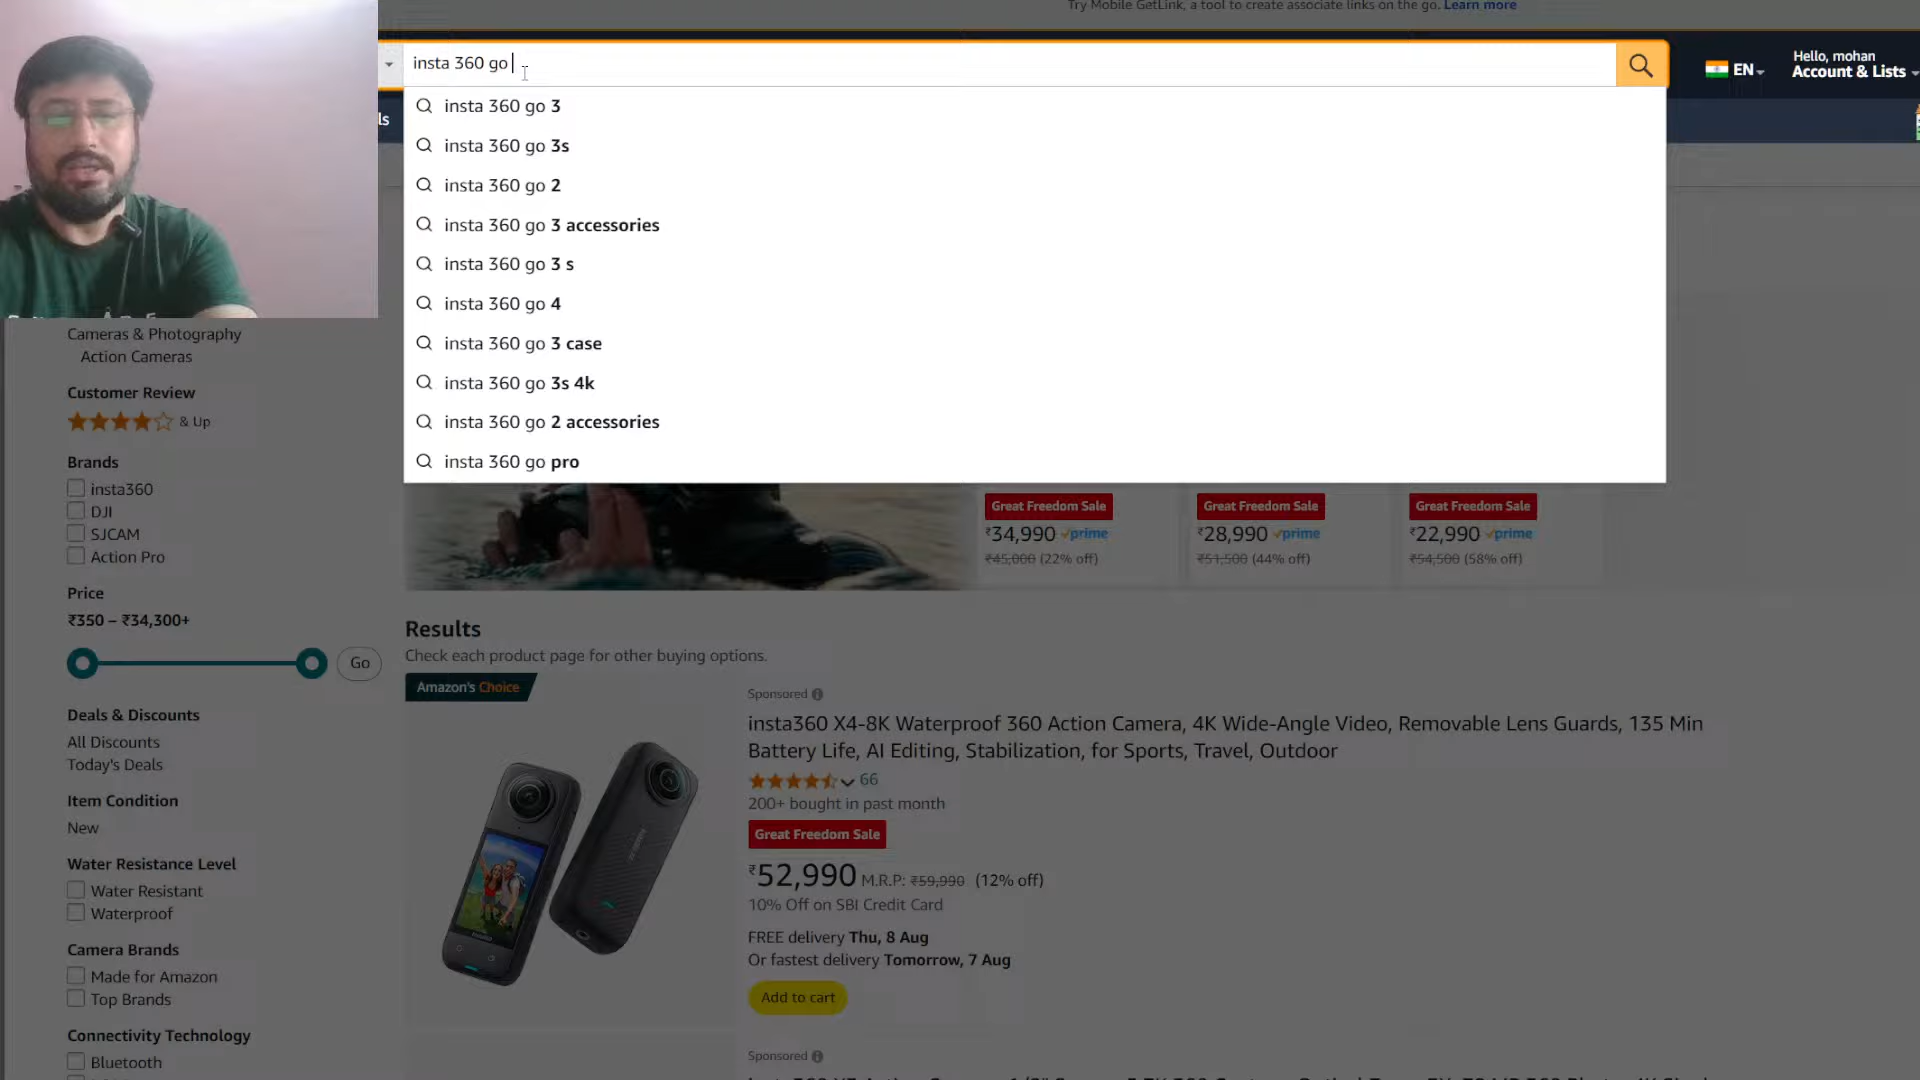 Try Mobile GetLink, a tool to create associate links on the go. Learn more
insta 360 go
EN
Hello, mohan
Account & Lists
ls
insta 360 go 3
insta 360 go 3s
insta 360 go 2
insta 360 go 3 accessories
insta 360 go 3 s
insta 360 go 4
insta 360 go 3 case
insta 360 go 3s 4k
insta 360 go 2 accessories
insta 360 go pro
Cameras & Photography
Action Cameras
Customer Review
& Up
Brands
insta360
DJI
SJCAM
Action Pro
Price
₹350 – ₹34,300+
Go
Deals & Discounts
All Discounts
Today's Deals
Item Condition
New
Water Resistance Level
Water Resistant
Waterproof
Camera Brands
Made for Amazon
Top Brands
Connectivity Technology
Bluetooth
Great Freedom Sale
₹34,990 prime
₹45,000 (22% off)
Great Freedom Sale
₹28,990 prime
₹51,500 (44% off)
Great Freedom Sale
₹22,990 prime
₹54,500 (58% off)
Results
Check each product page for other buying options.
Amazon's Choice
Sponsored
insta360 X4-8K Waterproof 360 Action Camera, 4K Wide-Angle Video, Removable Lens Guards, 135 Min
Battery Life, AI Editing, Stabilization, for Sports, Travel, Outdoor
66
200+ bought in past month
Great Freedom Sale
₹52,990 M.R.P: ₹59,990 (12% off)
10% Off on SBI Credit Card
FREE delivery Thu, 8 Aug
Or fastest delivery Tomorrow, 7 Aug
Add to cart
Sponsored